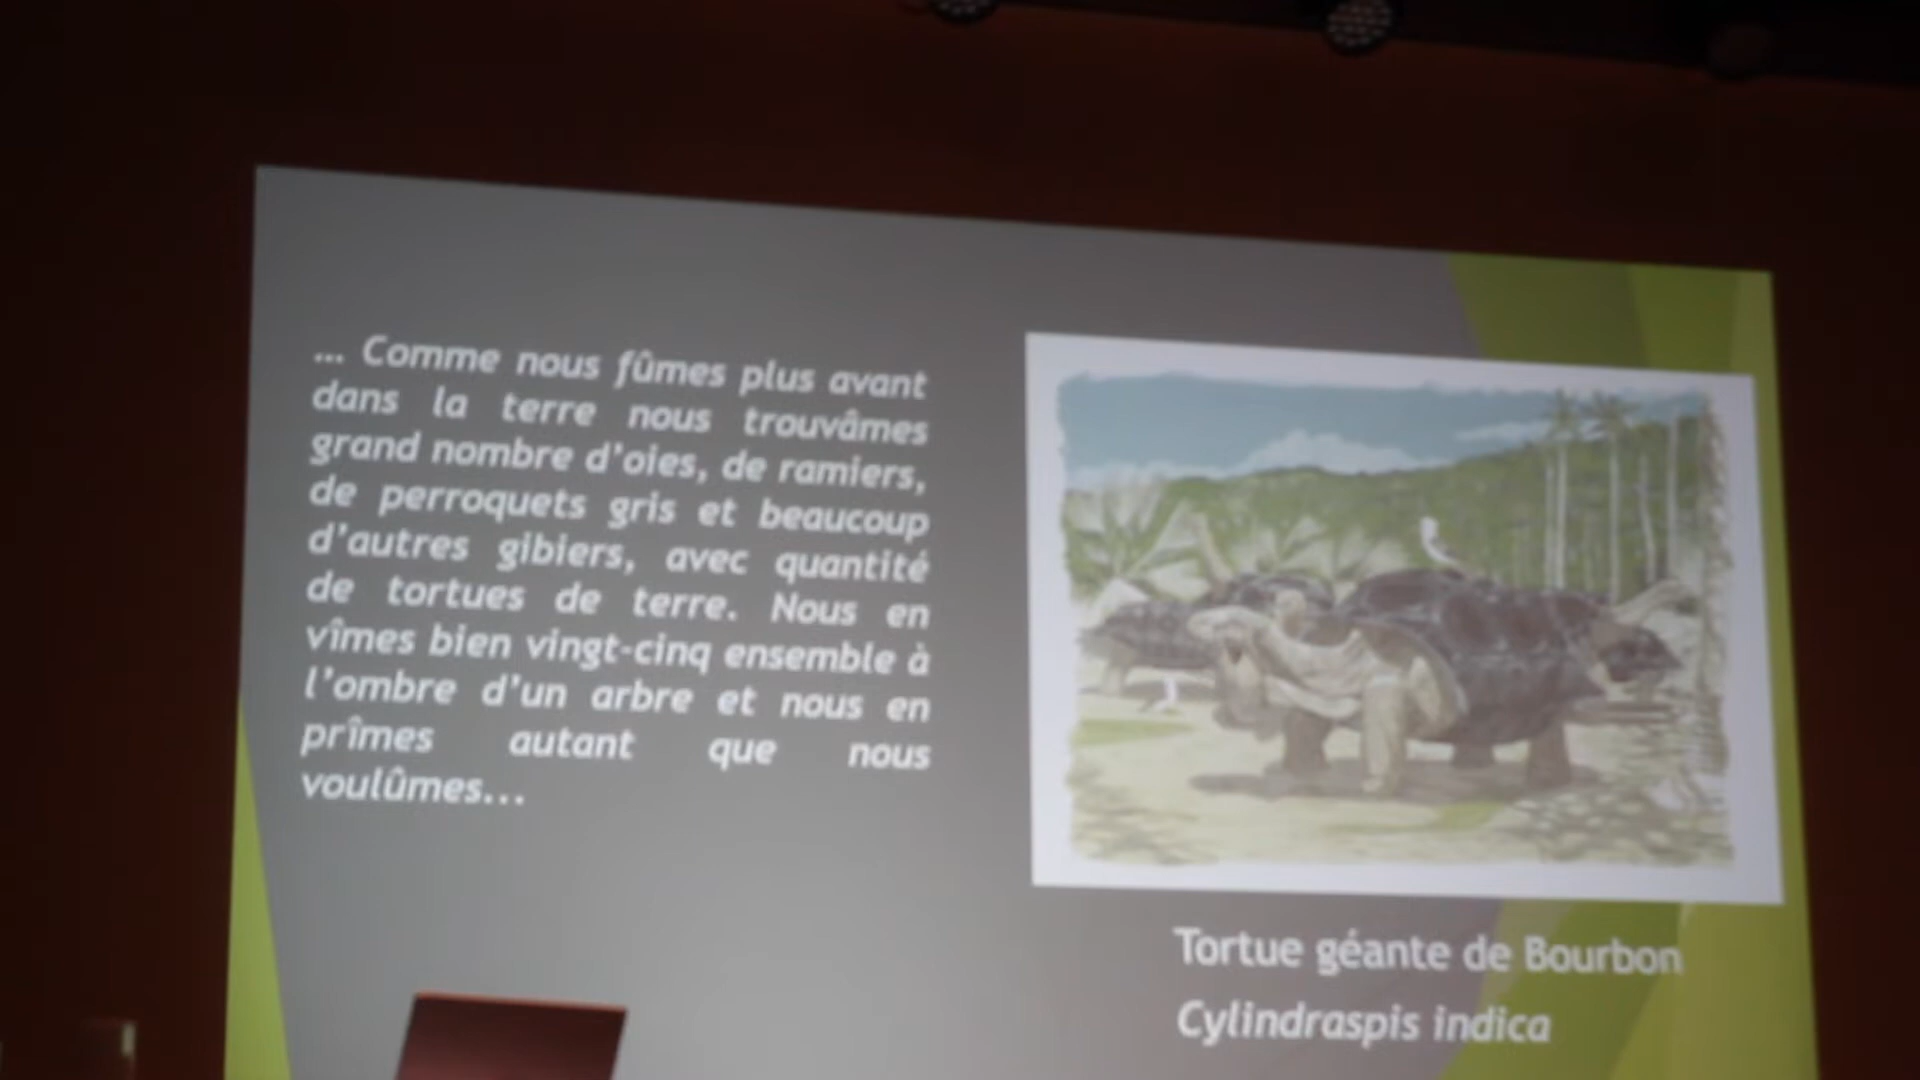 ... Comme nous fûmes plus avant
dans la terre nous trouvâmes
grand nombre d'oies, de ramiers,
de perroquets gris et beaucoup
d'autres gibiers, avec quantité
de tortues de terre. Nous en
vîmes bien vingt-cinq ensemble à
l'ombre d'un arbre et nous en
prîmes autant que nous
voulûmes...
Tortue géante de Bourbon
Cylindraspis indica